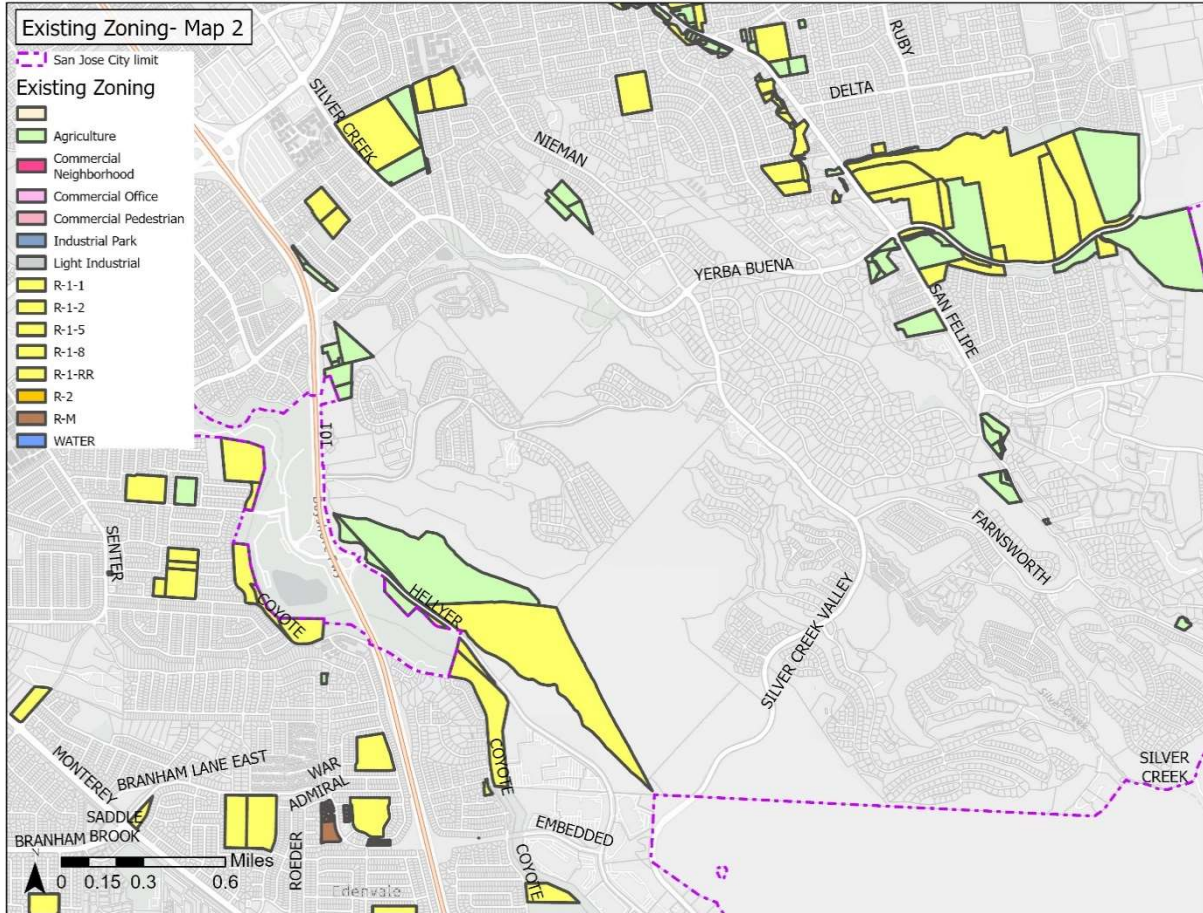 Existing Zoning- Map 2
San Jose City limit
Existing Zoning
Agriculture
Commercial
Neighborhood
Commercial Office
Commercial Pedestrian
Industrial Park
Light Industrial
R-1-1
R-1-2
R-1-5
R-1-8
R-1-RR
R-2
R-M
WATER
SILVER CREEK
NIEMAN
RUBY
DELTA
YERBA BUENA
SAN FELIPE
101
SENTER
COYOTE
HELLYER
FARNSWORTH
SILVER CREEK VALLEY
Silver Creek
SILVER
CREEK
MONTEREY
BRANHAM LANE EAST
WAR
ADMIRAL
COYOTE
SADDLE
BROOK
BRANHAM
ROEDER
EMBEDDED
COYOTE
Edenvale
Miles
0 0.15 0.3 0.6